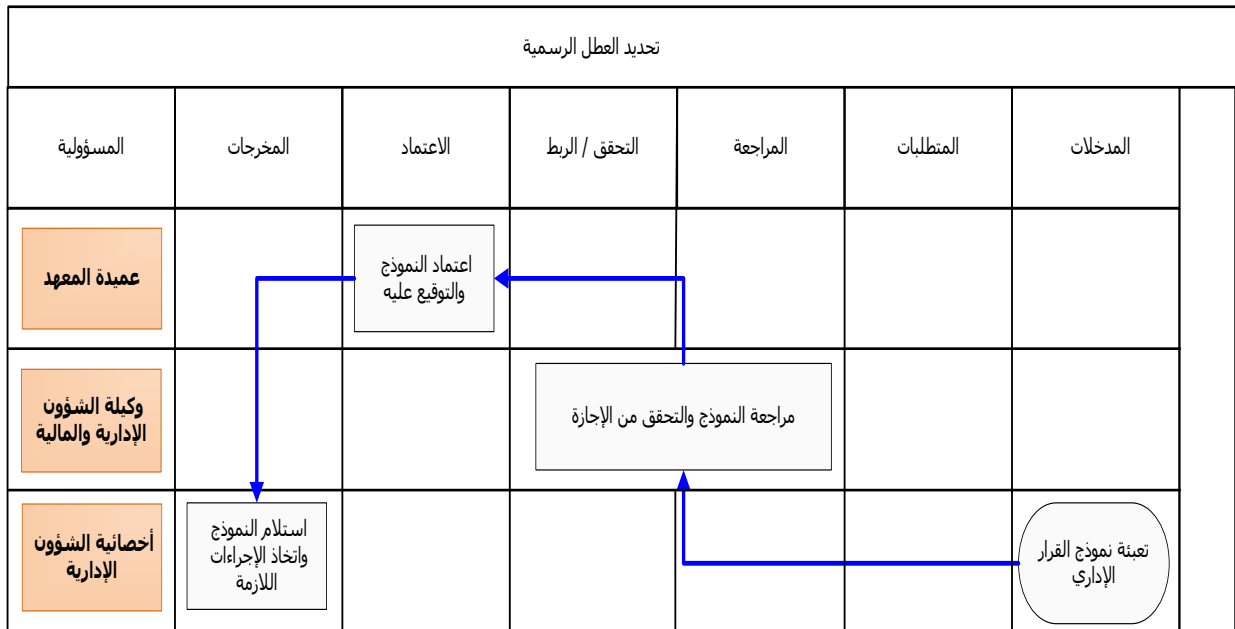 تحديد العطل الرسمية
المدخلات
المتطلبات
المراجعة
التحقق / الربط
الاعتماد
المخرجات
المسؤولية
اعتماد النموذج
والتوقيع عليه
عميدة المعهد
مراجعة النموذج والتحقق من الإجازة
وكيلة الشؤون
الإدارية والمالية
تعبئة نموذج القرار
الإداري
استلام النموذج
واتخاذ الإجراءات
اللازمة
أخصائية الشؤون
الإدارية